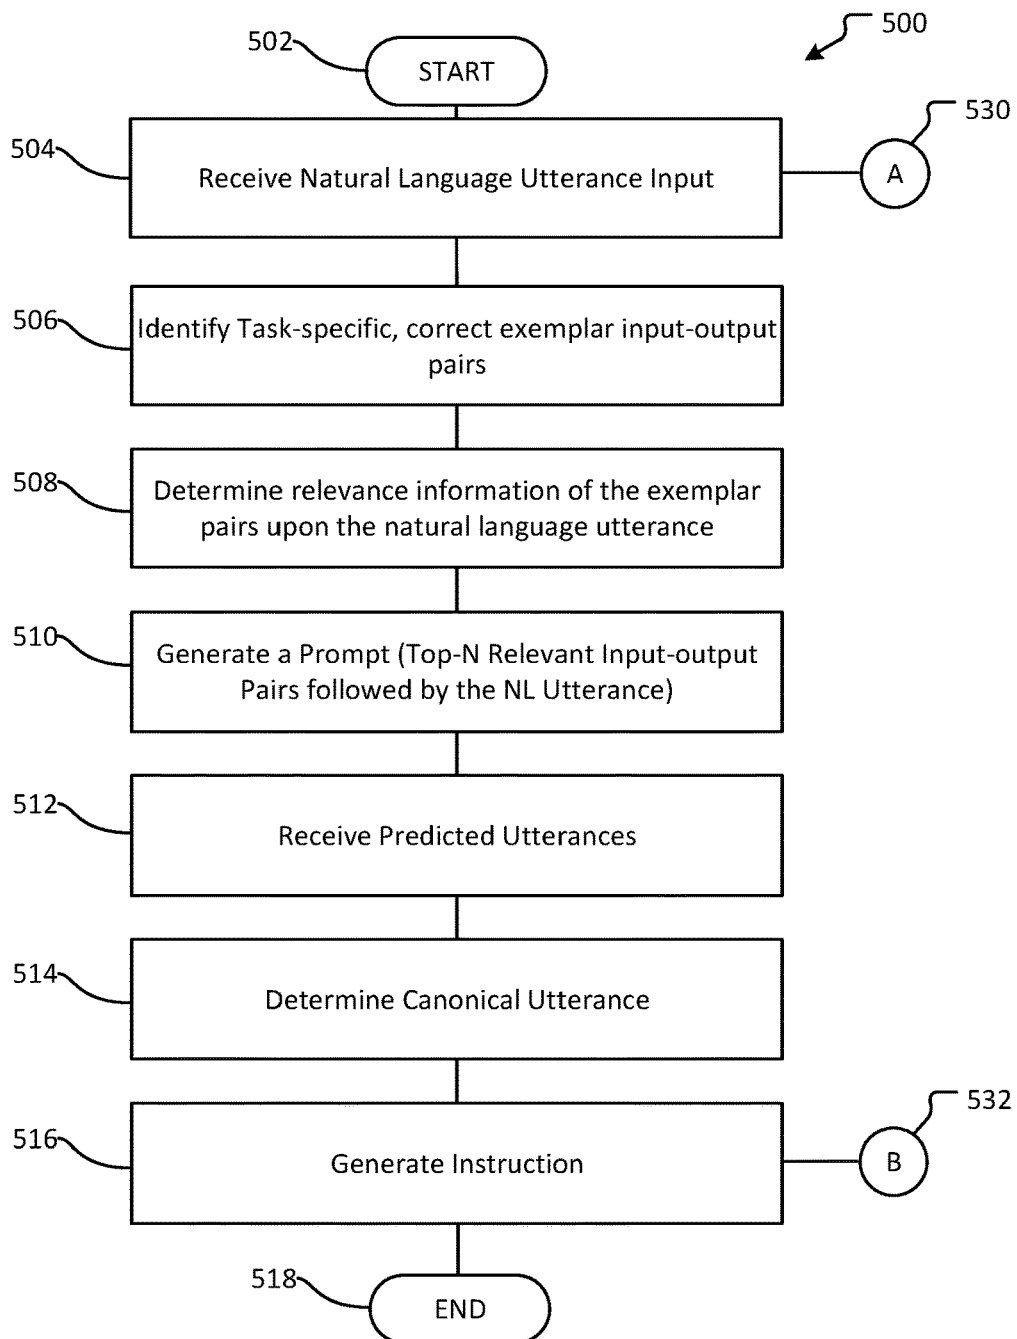 500
502
START
530
504
Receive Natural Language Utterance Input
A
506
Identify Task-specific, correct exemplar input-output
pairs
508
Determine relevance information of the exemplar
pairs upon the natural language utterance
510
Generate a Prompt (Top-N Relevant Input-output
Pairs followed by the NL Utterance)
512
Receive Predicted Utterances
514
Determine Canonical Utterance
532
516
Generate Instruction
B
518
END